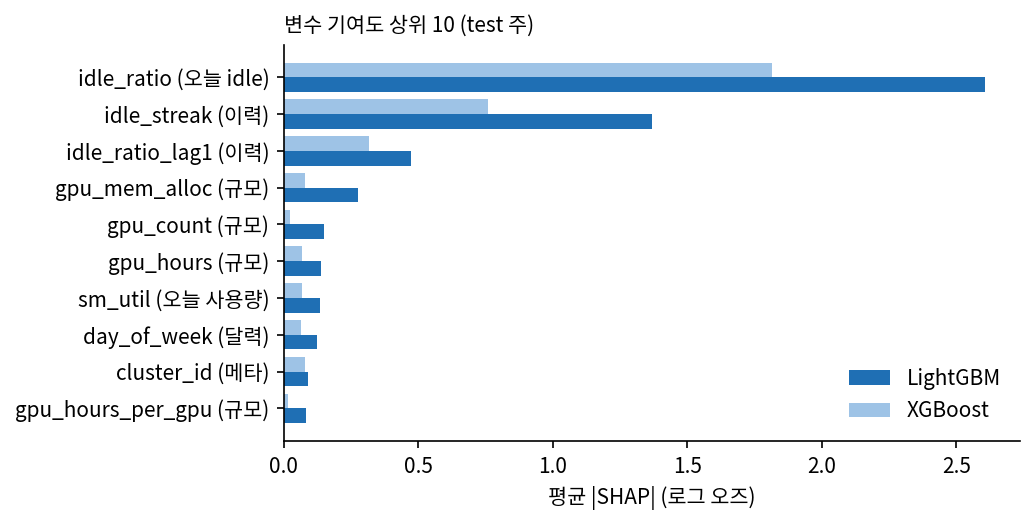 변수 기여도 상위 10 (test 주)
idle_ratio (오늘 idle)
idle_streak (이력)
idle_ratio_lag1 (이력)
gpu_mem_alloc (규모)
gpu_count (규모)
gpu_hours (규모)
sm_util (오늘 사용량)
day_of_week (달력)
cluster_id (메타)
gpu_hours_per_gpu (규모)
LightGBM
XGBoost
0.0 0.5 1.0 1.5 2.0 2.5
평균 |SHAP| (로그 오즈)